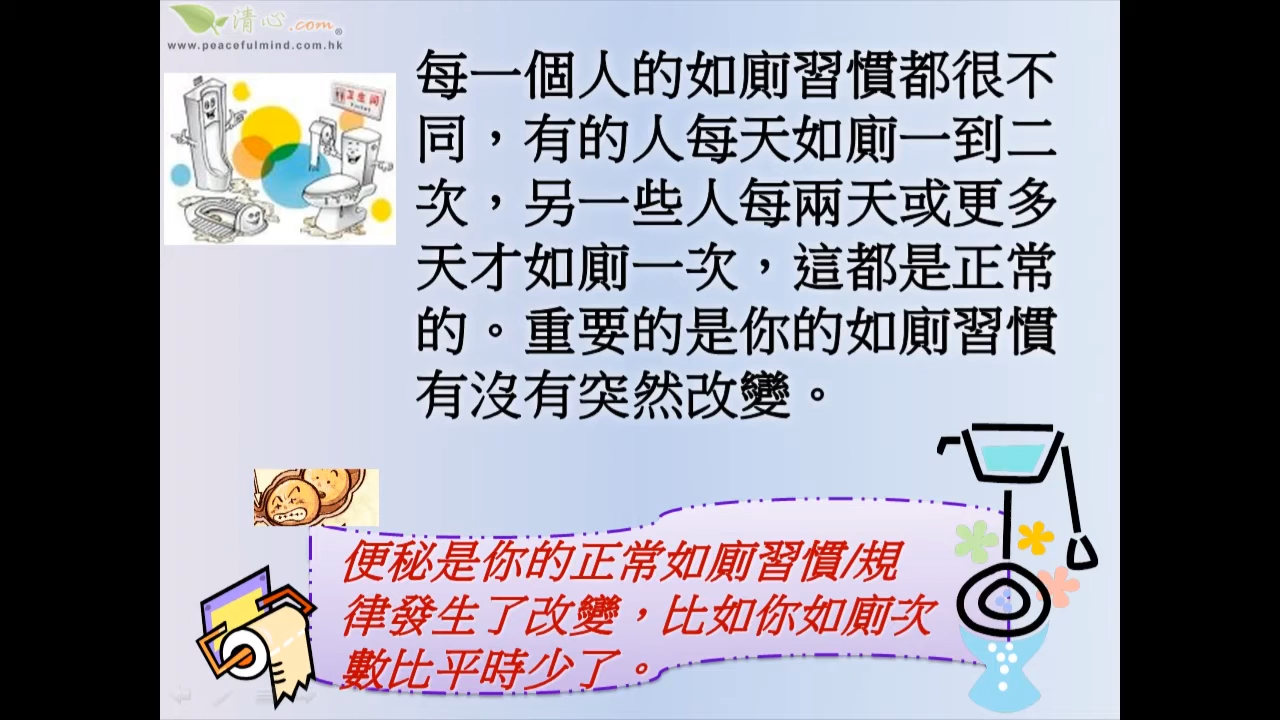 清心.com®
www.peacefulmind.com.hk
卫生间
每一個人的如廁習慣都很不
同，有的人每天如廁一到二
次，另一些人每兩天或更多
天才如廁一次，這都是正常
的。重要的是你的如廁習慣
有沒有突然改變。
便秘是你的正常如廁習慣/規
律發生了改變，比如你如廁次
數比平時少了。